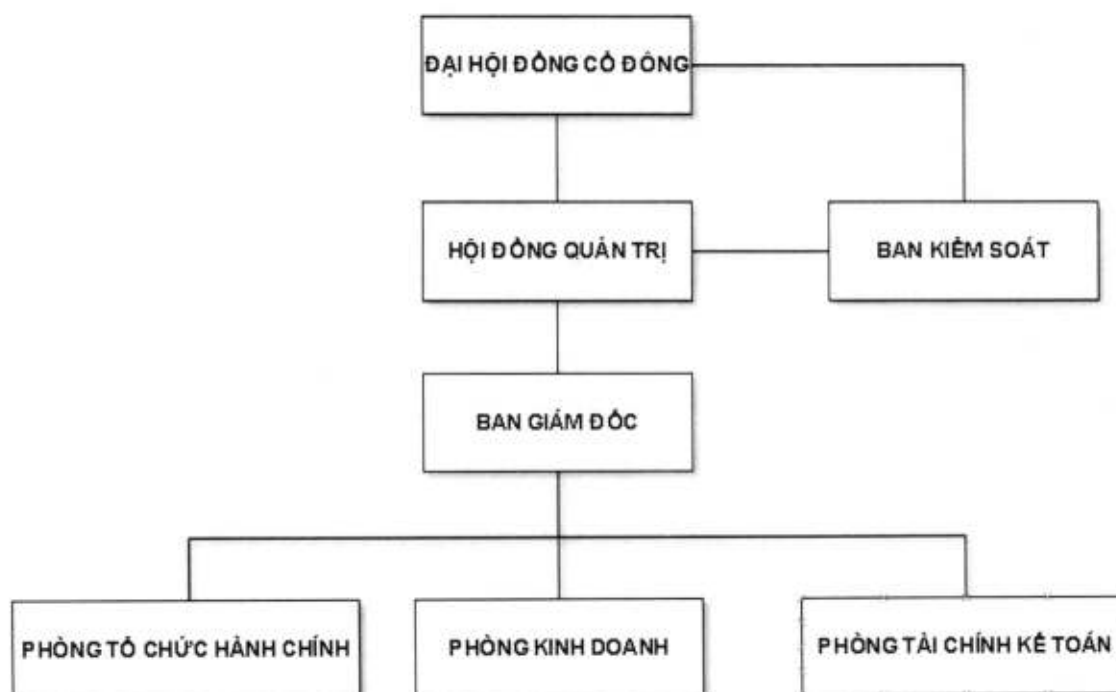 ĐẠI HỘI ĐỒNG CỔ ĐÔNG
HỘI ĐỒNG QUẢN TRỊ
BAN KIỂM SOÁT
BAN GIÁM ĐỐC
PHÒNG TỔ CHỨC HÀNH CHÍNH
PHÒNG KINH DOANH
PHÒNG TÀI CHÍNH KẾ TOÁN